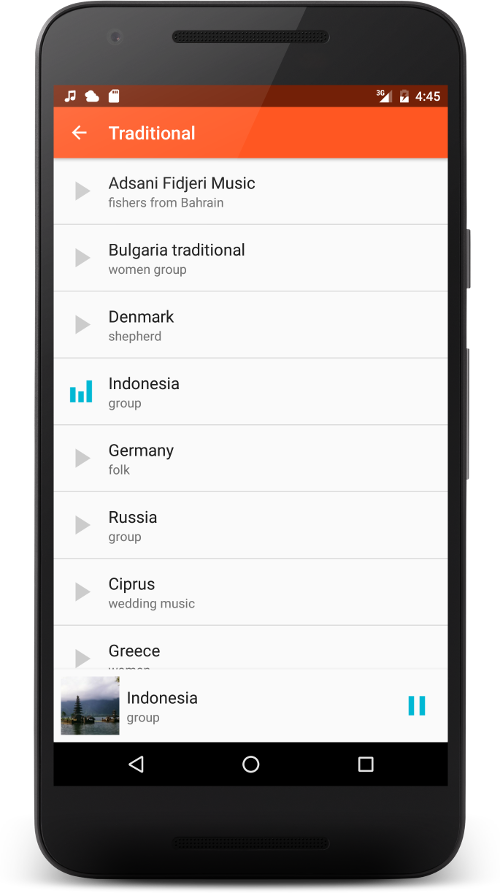 3G 4:45
Traditional
Adsani Fidjeri Music
fishers from Bahrain
Bulgaria traditional
women group
Denmark
shepherd
Indonesia
group
Germany
folk
Russia
group
Ciprus
wedding music
Greece
women
Indonesia
group